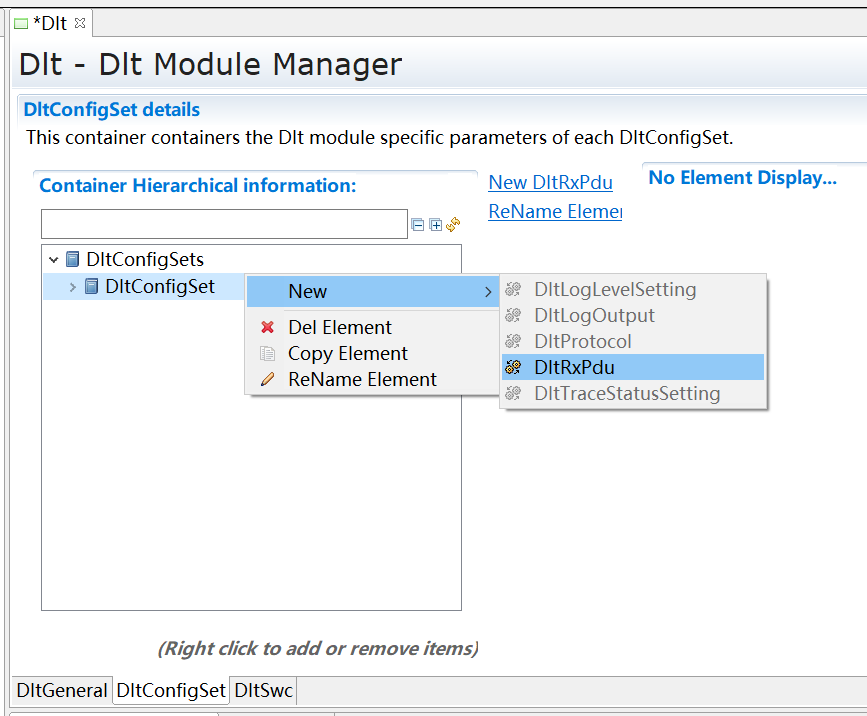 *Dlt
Dlt - Dlt Module Manager
DltConfigSet details
This container containers the Dlt module specific parameters of each DltConfigSet.
Container Hierarchical information:
New DltRxPdu
ReName Elemer
No Element Display...
DltConfigSets
DltConfigSet
New
Del Element
Copy Element
ReName Element
DltLogLevelSetting
DltLogOutput
DltProtocol
DltRxPdu
DltTraceStatusSetting
(Right click to add or remove items)
DltGeneral DltConfigSet DltSwc